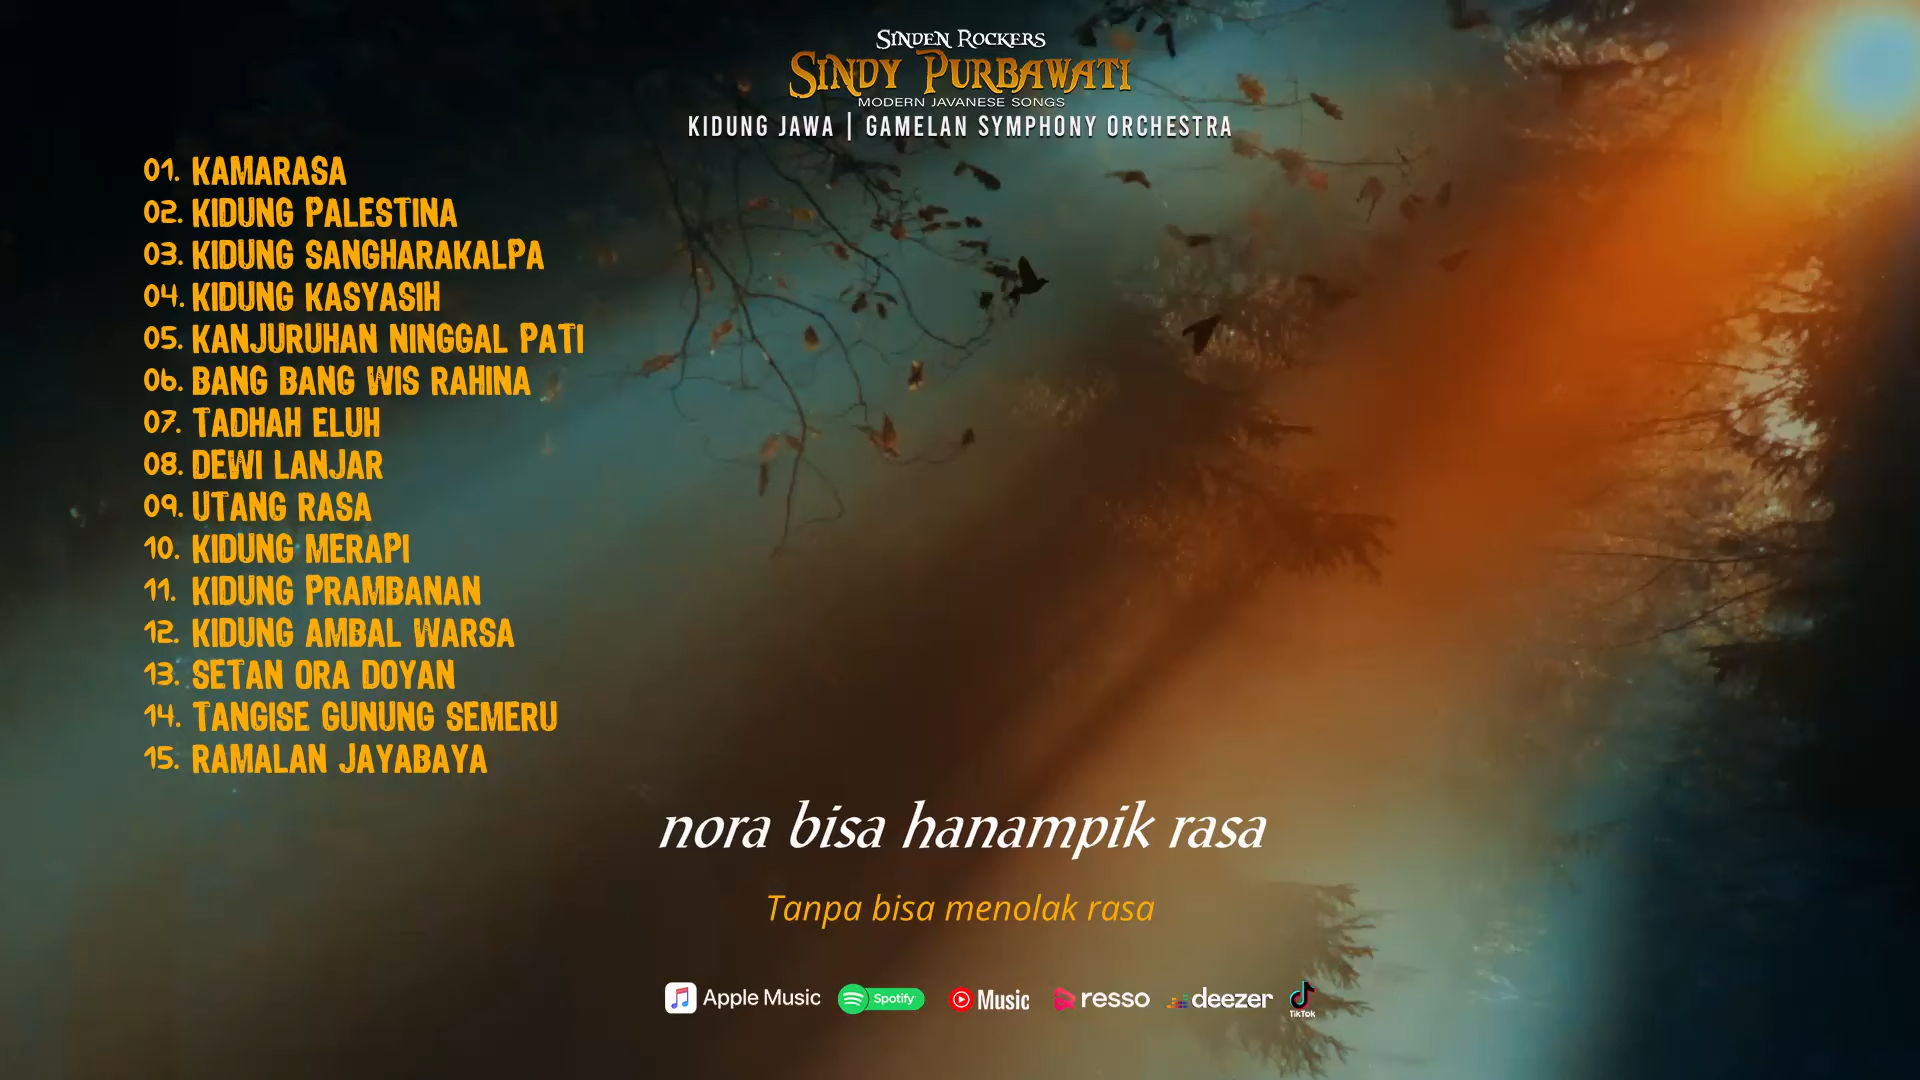 SINDEN ROCKERS
SINDY PURBAWATI
MODERN JAVANESE SONGS
KIDUNG JAWA | GAMELAN SYMPHONY ORCHESTRA
01. KAMARASA
02. KIDUNG PALESTINA
03. KIDUNG SANGHARAKALPA
04. KIDUNG KASYASIH
05. KANJURUHAN NINGGAL PATI
06. BANG BANG WIS RAHINA
07. TADHAH ELUH
08. DEWI LANJAR
09. UTANG RASA
10. KIDUNG MERAPI
11. KIDUNG PRAMBANAN
12. KIDUNG AMBAL WARSA
13. SETAN ORA DOYAN
14. TANGISE GUNUNG SEMERU
15. RAMALAN JAYABAYA
nora bisa hanampik rasa
Tanpa bisa menolak rasa
Apple Music Spotify Music resso deezer TikTok